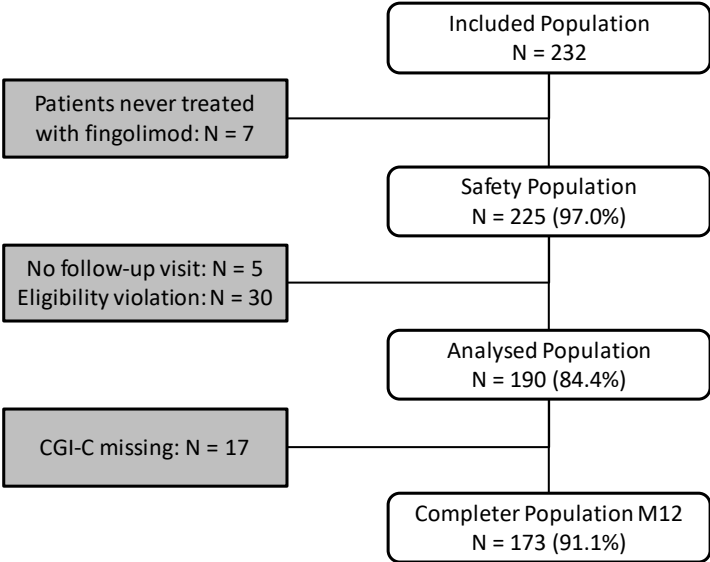 Included Population
N = 232
Patients never treated
with fingolimod: N = 7
Safety Population
N = 225 (97.0%)
No follow-up visit: N = 5
Eligibility violation: N = 30
Analysed Population
N = 190 (84.4%)
CGI-C missing: N = 17
Completer Population M12
N = 173 (91.1%)